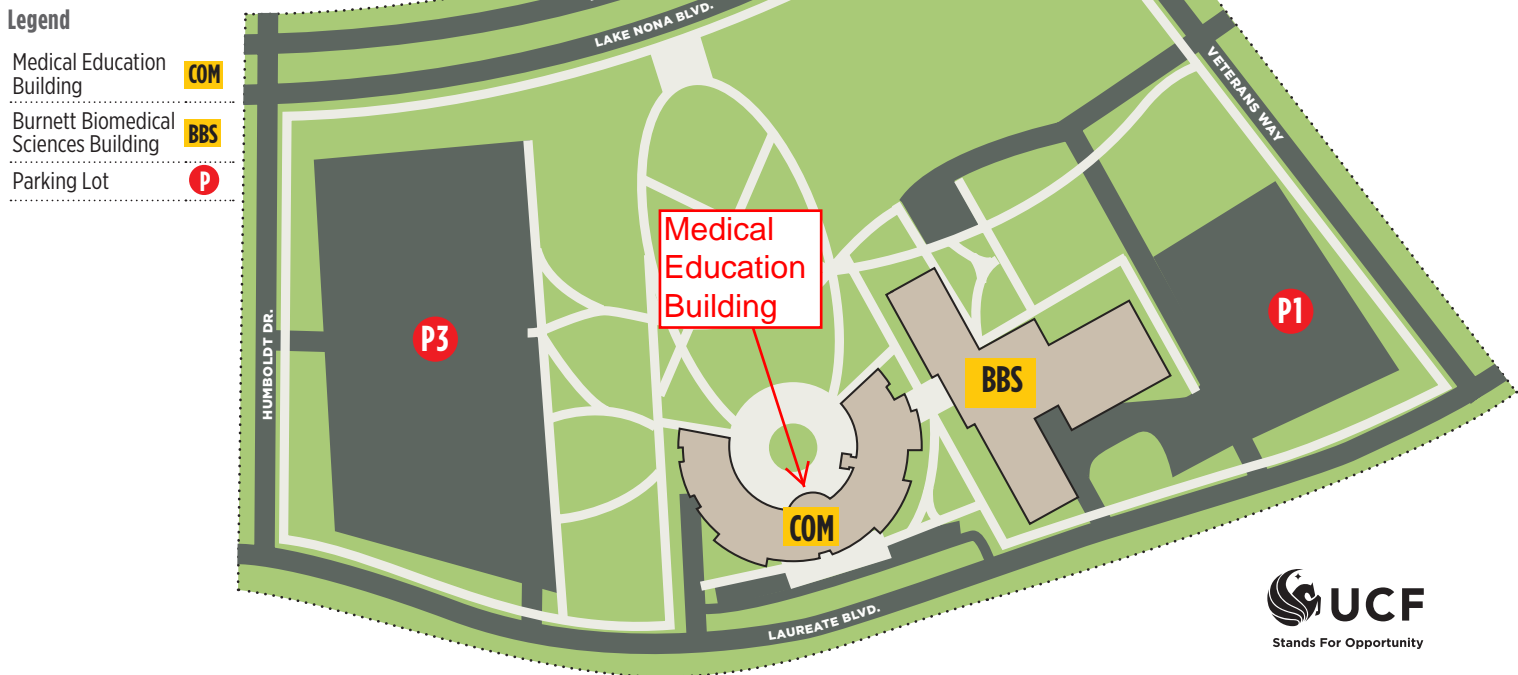 Legend
Medical Education
Building
COM
Burnett Biomedical
Sciences Building
BBS
Parking Lot
P
LAKE NONA BLVD.
VETERANS WAY
HUMBOLDT DR.
P3
Medical
Education
Building
P1
BBS
COM
LAUREATE BLVD.
UCF
Stands For Opportunity